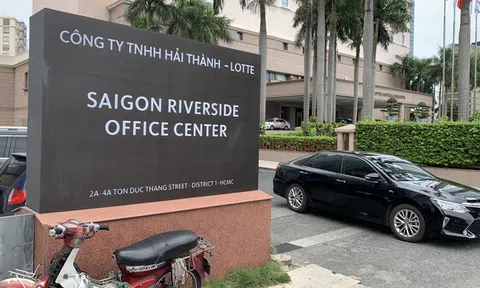 CÔNG TY TNHH HẢI THÀNH - LOTTE
SAIGON RIVERSIDE
OFFICE CENTER
2A-4A TON DUC THANG STREET - DISTRICT 1 - HCMC